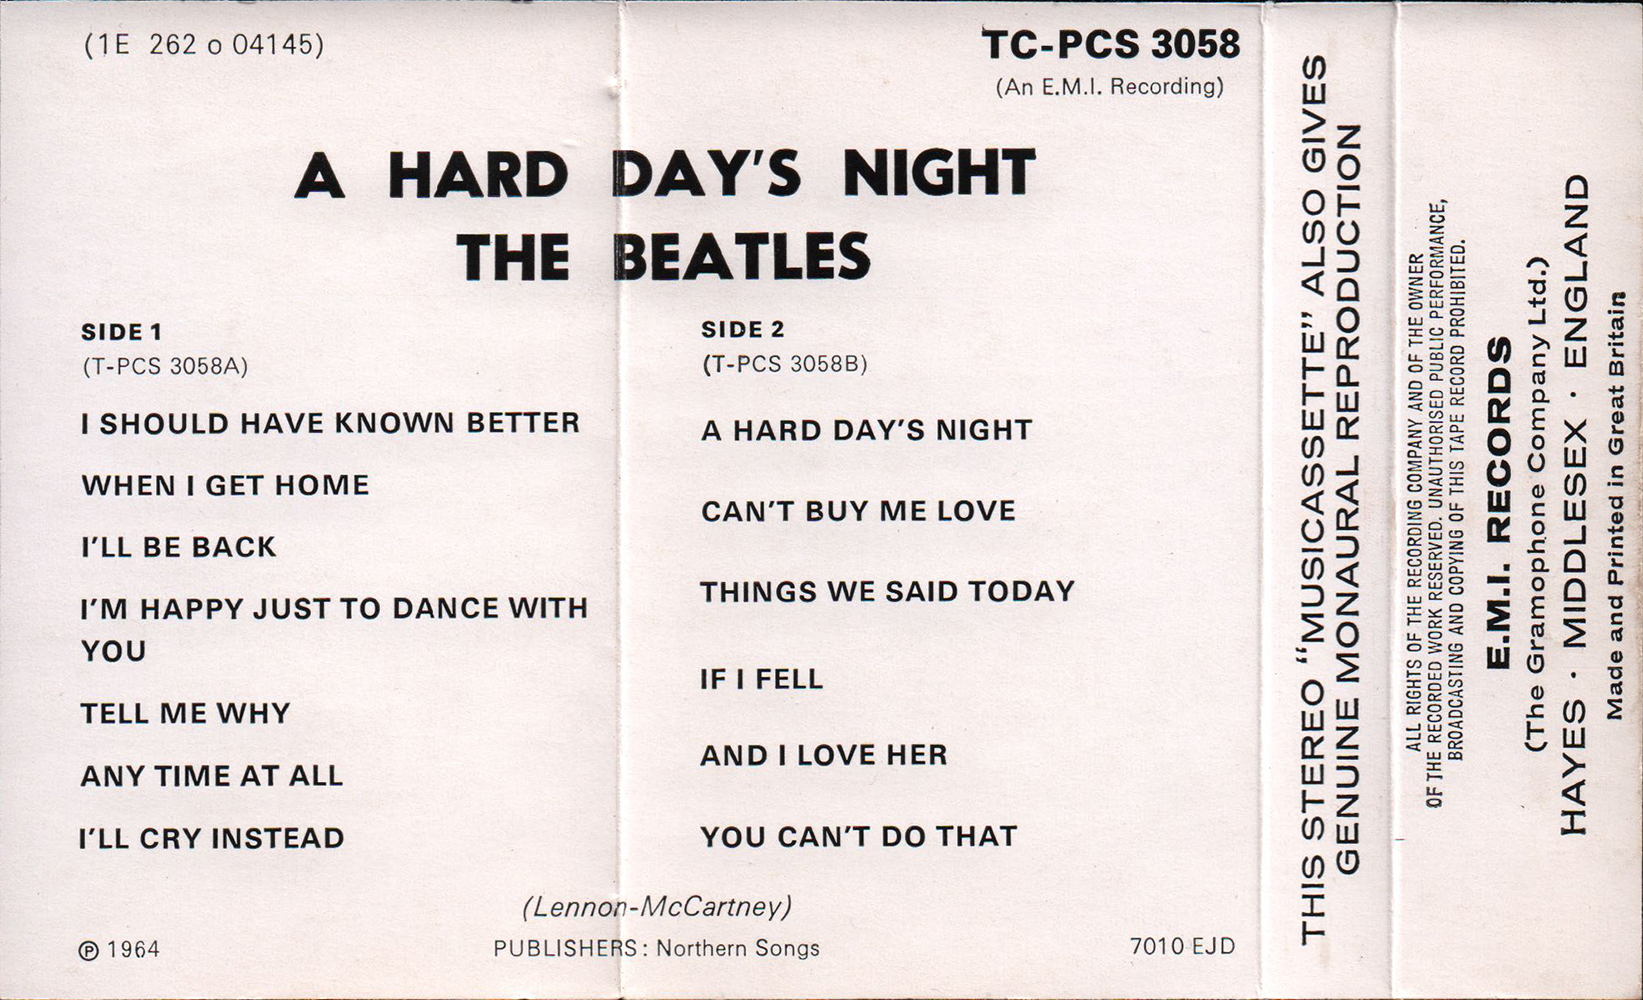 (1E 262 o 04145)
TC-PCS 3058
(An E.M.I. Recording)
A HARD DAY'S NIGHT
THE BEATLES
SIDE 1
(T-PCS 3058A)
I SHOULD HAVE KNOWN BETTER
WHEN I GET HOME
I'LL BE BACK
I'M HAPPY JUST TO DANCE WITH
YOU
TELL ME WHY
ANY TIME AT ALL
I'LL CRY INSTEAD
SIDE 2
(T-PCS 3058B)
A HARD DAY'S NIGHT
CAN'T BUY ME LOVE
THINGS WE SAID TODAY
IF I FELL
AND I LOVE HER
YOU CAN'T DO THAT
(Lennon-McCartney)
℗ 1964
PUBLISHERS: Northern Songs
7010 EJD
THIS STEREO “MUSICASSETTE” ALSO GIVES
GENUINE MONAURAL REPRODUCTION
ALL RIGHTS OF THE RECORDING COMPANY AND OF THE OWNER
OF THE RECORDED WORK RESERVED. UNAUTHORISED PUBLIC PERFORMANCE,
BROADCASTING AND COPYING OF THIS TAPE RECORD PROHIBITED.
E.M.I. RECORDS
(The Gramophone Company Ltd.)
HAYES · MIDDLESEX · ENGLAND
Made and Printed in Great Britain